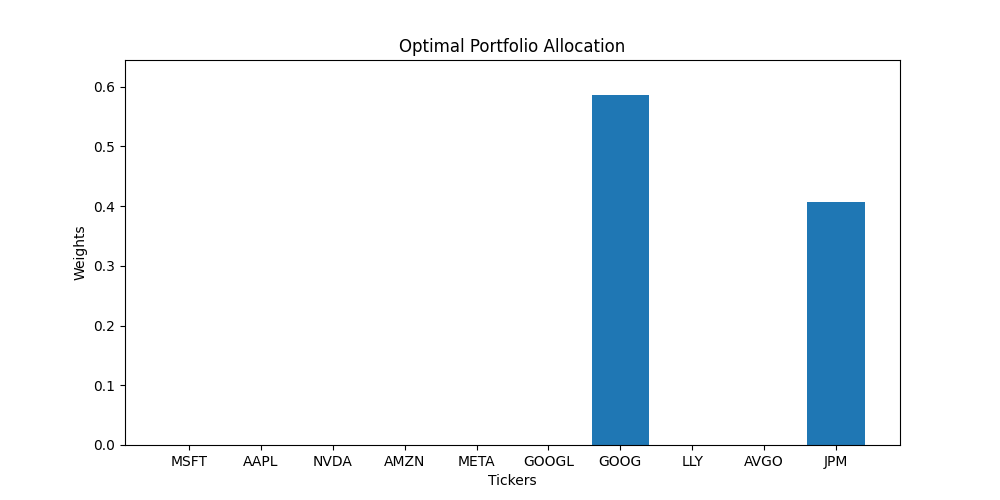 Optimal Portfolio Allocation
Weights
0.6
0.5
0.4
0.3
0.2
0.1
0.0
MSFT AAPL NVDA AMZN META GOOGL GOOG LLY AVGO JPM
Tickers